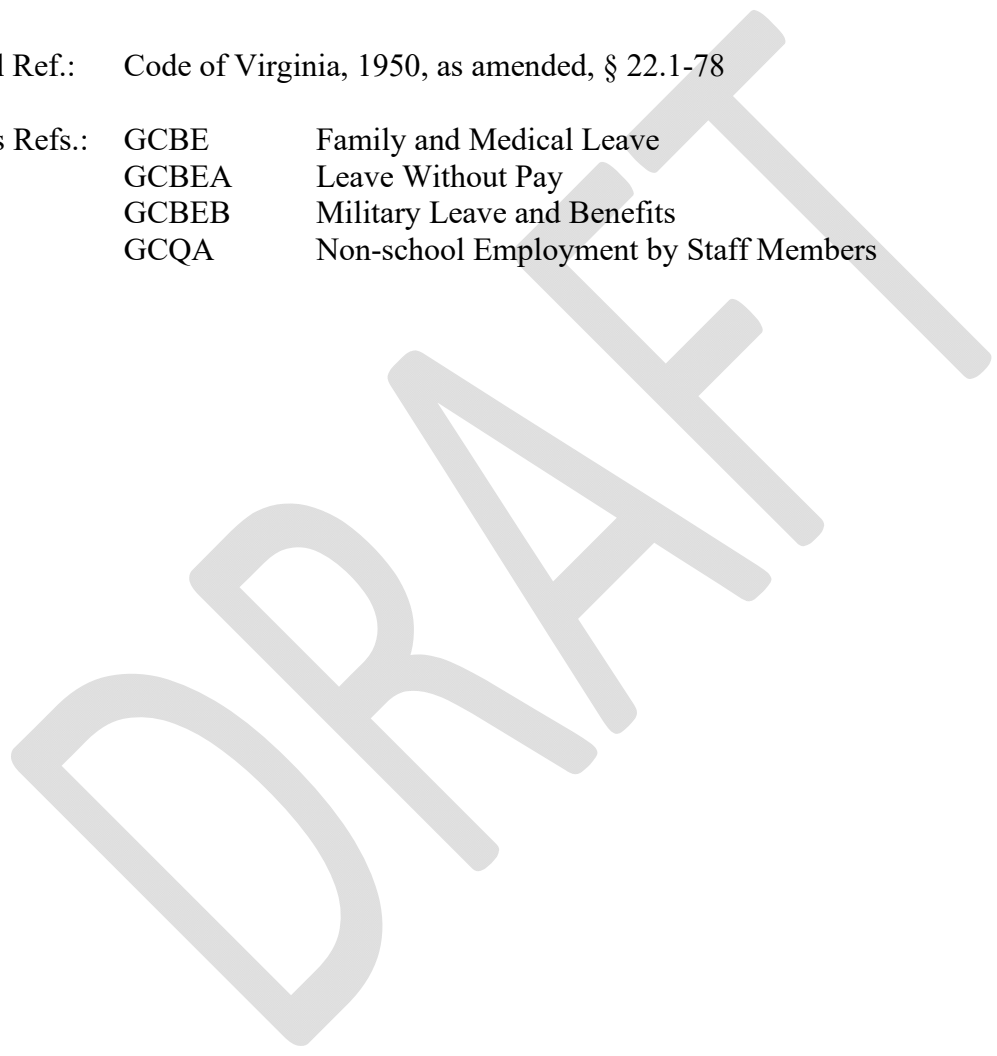 l Ref.: Code of Virginia, 1950, as amended, § 22.1-78
s Refs.: GCBE Family and Medical Leave
GCBEA Leave Without Pay
GCBEB Military Leave and Benefits
GCQA Non-school Employment by Staff Members
DRAFT